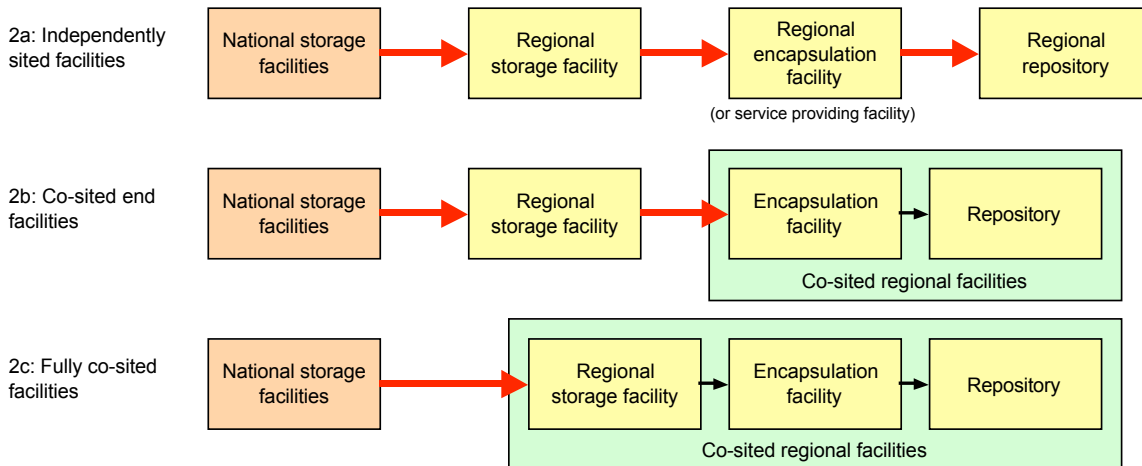 2a: Independently
sited facilities
National storage
facilities
Regional
storage facility
Regional
encapsulation
facility
(or service providing facility)
Regional
repository
2b: Co-sited end
facilities
National storage
facilities
Regional
storage facility
Encapsulation
facility
Repository
Co-sited regional facilities
2c: Fully co-sited
facilities
National storage
facilities
Regional
storage facility
Encapsulation
facility
Repository
Co-sited regional facilities